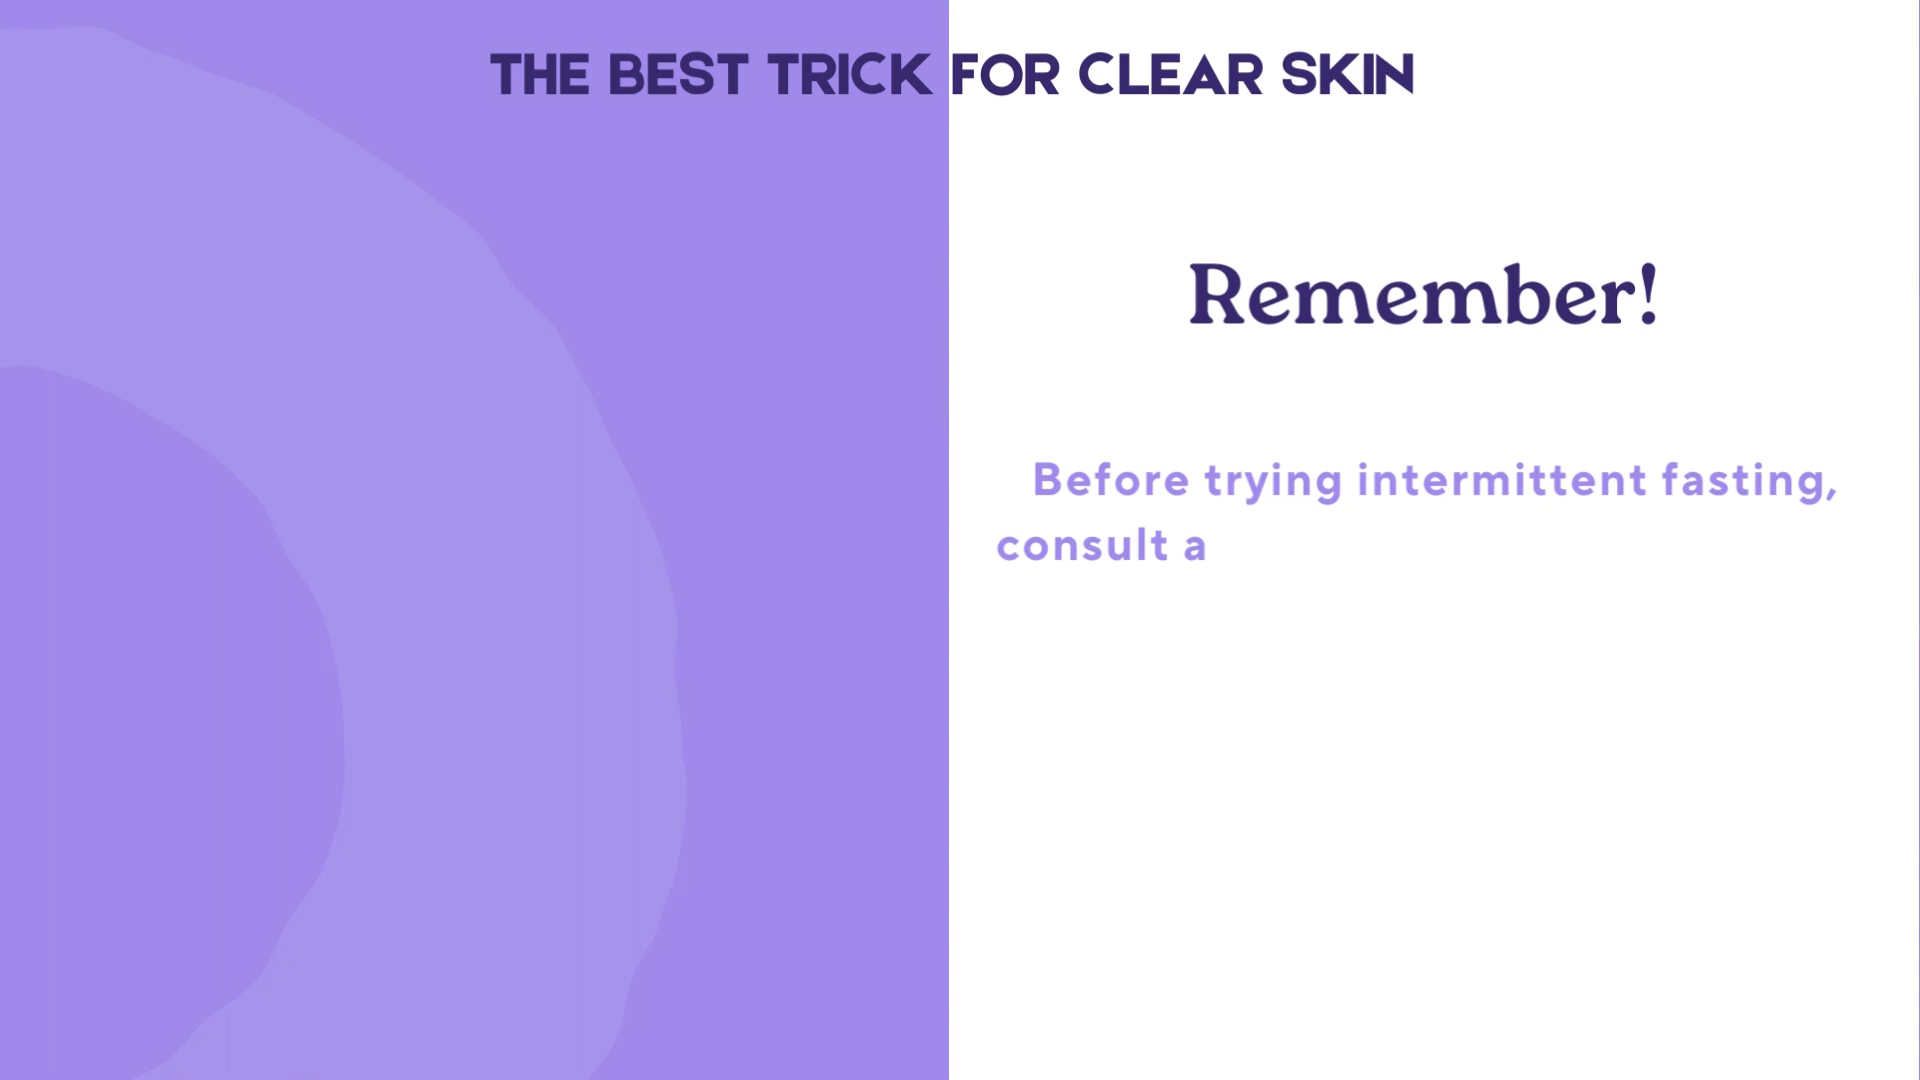 THE BEST TRICK FOR CLEAR SKIN
Remember!
Before trying intermittent fasting,
consult a